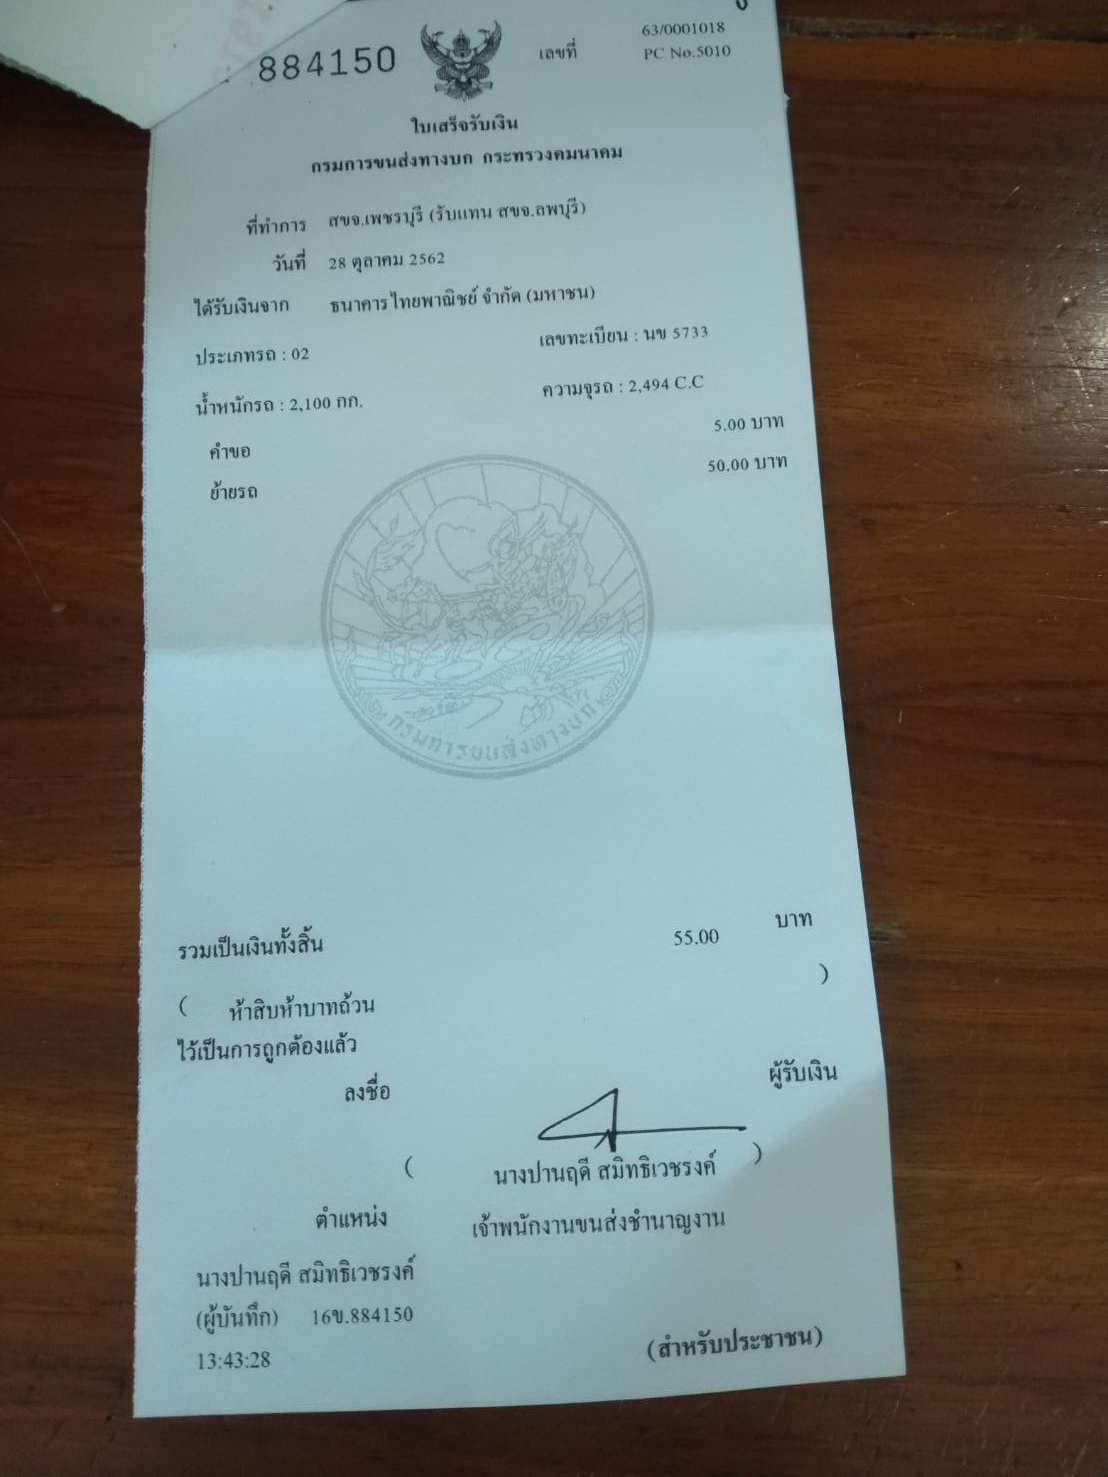 884150
เลขที่ 63/0001018
PC No.5010
ใบเสร็จรับเงิน
กรมการขนส่งทางบก กระทรวงคมนาคม
ที่ทำการ สขจ.เพชรบุรี (รับแทน สขจ.ลพบุรี)
วันที่ 28 ตุลาคม 2562
ได้รับเงินจาก ธนาคารไทยพาณิชย์ จำกัด (มหาชน)
ประเภทรถ : 02 เลขทะเบียน : นข 5733
น้ำหนักรถ : 2,100 กก. ความจุรถ : 2,494 C.C
คำขอ 5.00 บาท
ย้ายรถ 50.00 บาท
กรมการขนส่งทางบก
รวมเป็นเงินทั้งสิ้น 55.00 บาท
( ห้าสิบห้าบาทถ้วน )
ไว้เป็นการถูกต้องแล้ว
ลงชื่อ ผู้รับเงิน
( นางปานฤดี สมิทธิเวชรงค์ )
ตำแหน่ง เจ้าพนักงานขนส่งชำนาญงาน
นางปานฤดี สมิทธิเวชรงค์
(ผู้บันทึก) 16ข.884150
13:43:28 (สำหรับประชาชน)